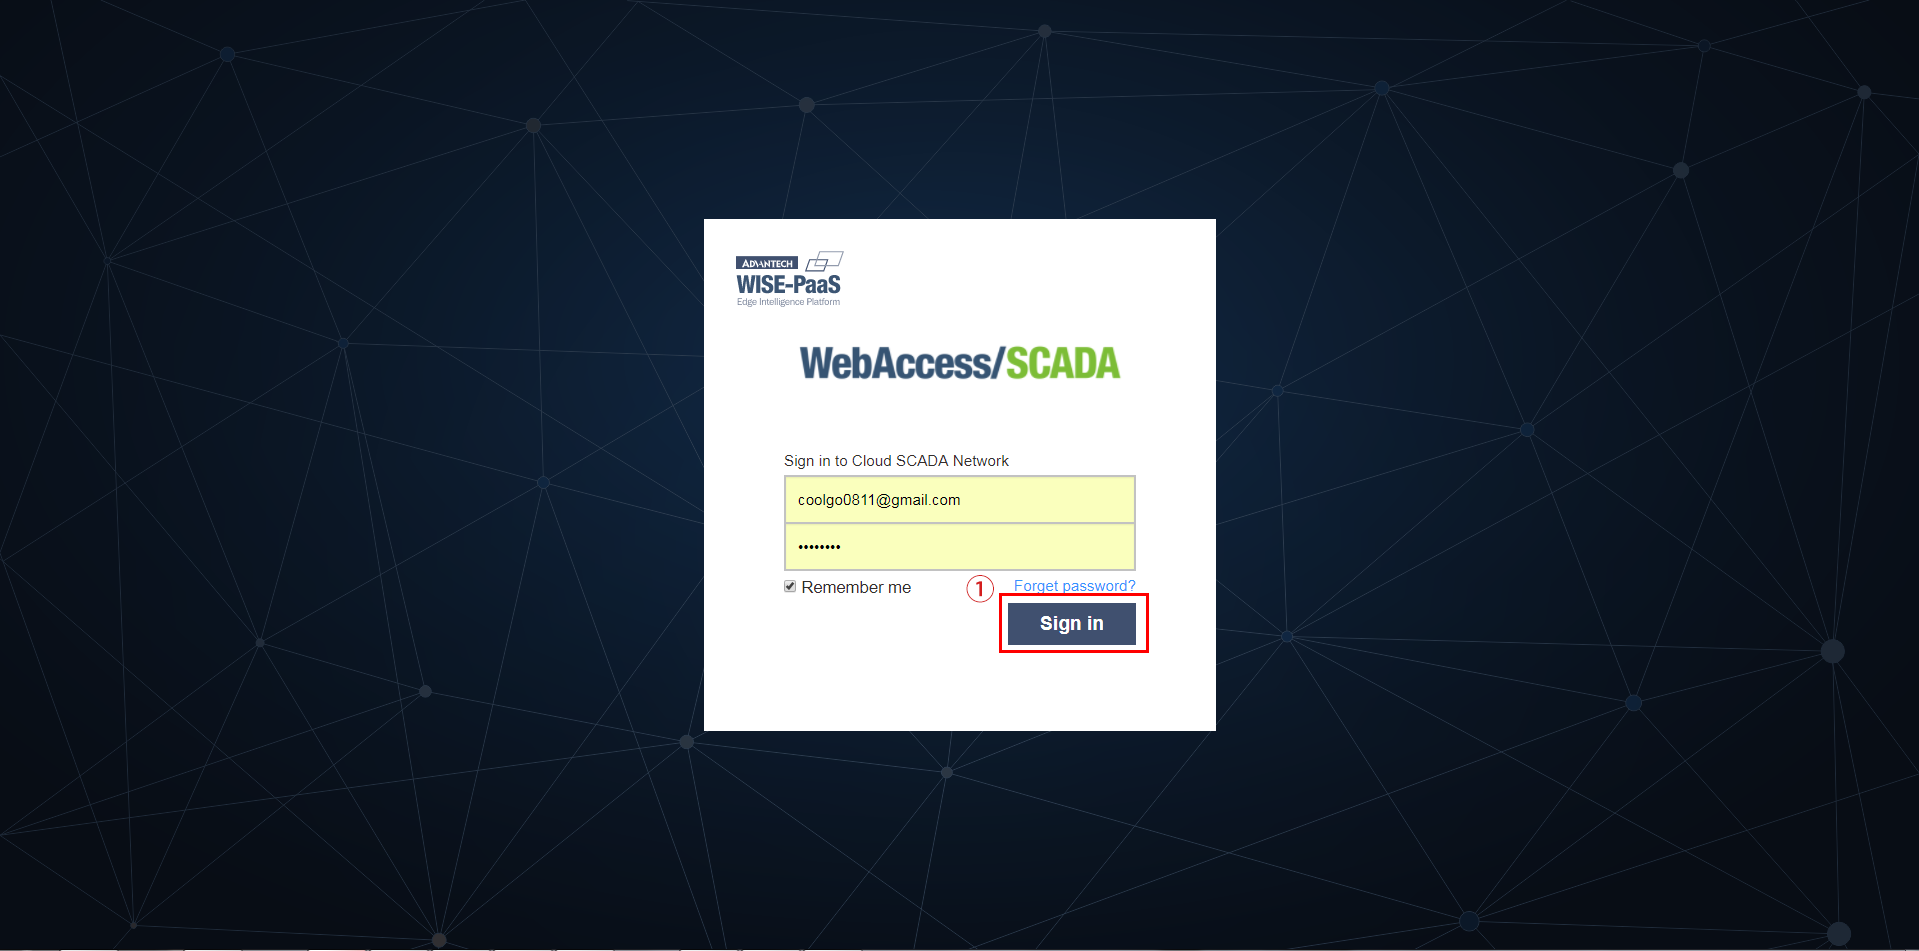 ADVANTECH
WISE-PaaS
Edge Intelligence Platform
WebAccess/SCADA
Sign in to Cloud SCADA Network
coolgo0811@gmail.com
••••••••
Remember me
1
Forget password?
Sign in